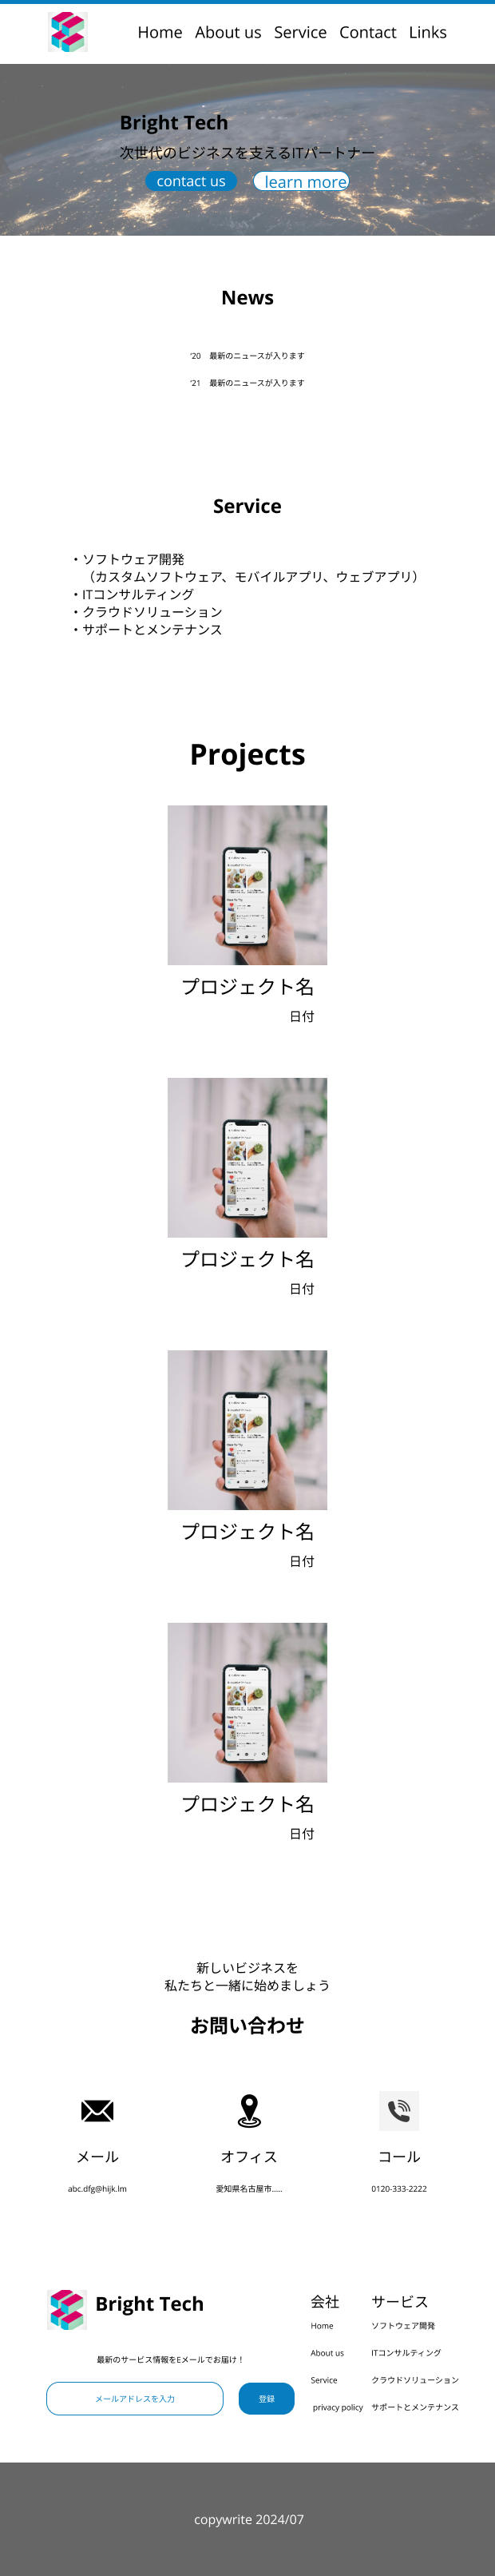 Home About us Service Contact Links
Bright Tech
次世代のビジネスを支えるITパートナー
contact us learn more
News
'20 最新のニュースが入ります
'21 最新のニュースが入ります
Service
・ソフトウェア開発
（カスタムソフトウェア、モバイルアプリ、ウェブアプリ）
・ITコンサルティング
・クラウドソリューション
・サポートとメンテナンス
Projects
プロジェクト名
日付
プロジェクト名
日付
プロジェクト名
日付
プロジェクト名
日付
新しいビジネスを
私たちと一緒に始めましょう
お問い合わせ
メール オフィス コール
abc.dfg@hijk.lm 愛知県名古屋市..... 0120-333-2222
Bright Tech
最新のサービス情報をEメールでお届け！
メールアドレスを入力 登録
会社 サービス
Home ソフトウェア開発
About us ITコンサルティング
Service クラウドソリューション
privacy policy サポートとメンテナンス
copywrite 2024/07